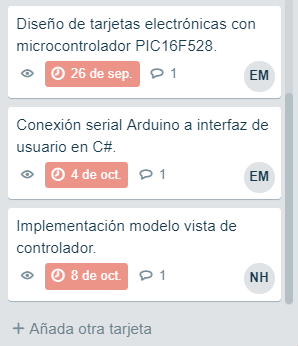 Diseño de tarjetas electrónicas con
microcontrolador PIC16F528.
26 de sep. 1
EM
Conexión serial Arduino a interfaz de
usuario en C#.
4 de oct. 1
EM
Implementación modelo vista de
controlador.
8 de oct. 1
NH
+ Añada otra tarjeta